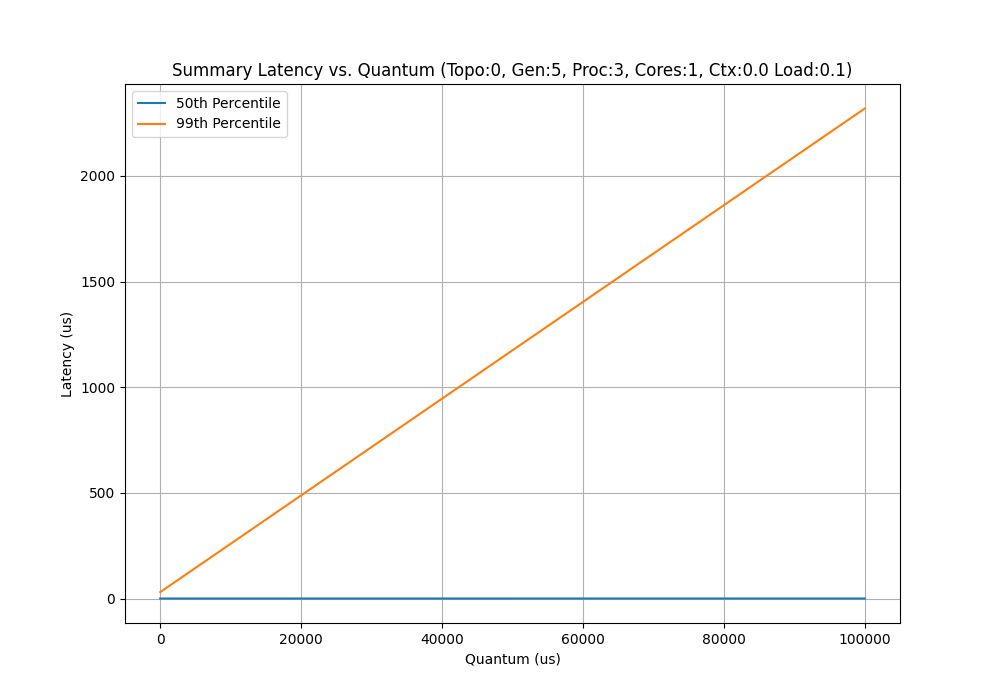 Summary Latency vs. Quantum (Topo:0, Gen:5, Proc:3, Cores:1, Ctx:0.0 Load:0.1)
50th Percentile
99th Percentile
2000
1500
1000
500
0
Latency (us)
0 20000 40000 60000 80000 100000
Quantum (us)